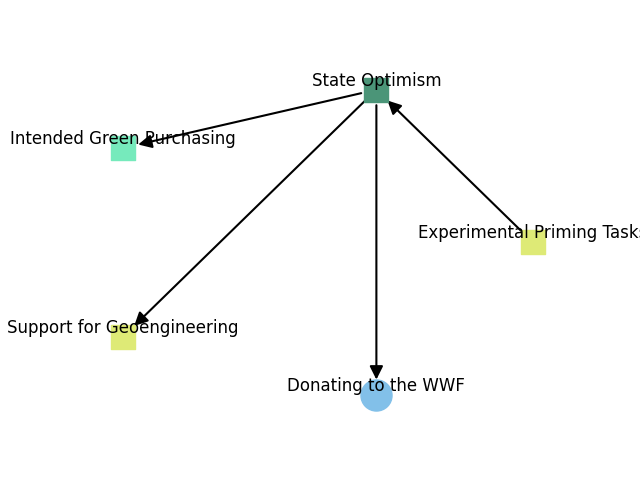 State Optimism
Intended Green Purchasing
Experimental Priming Tasks
Support for Geoengineering
Donating to the WWF